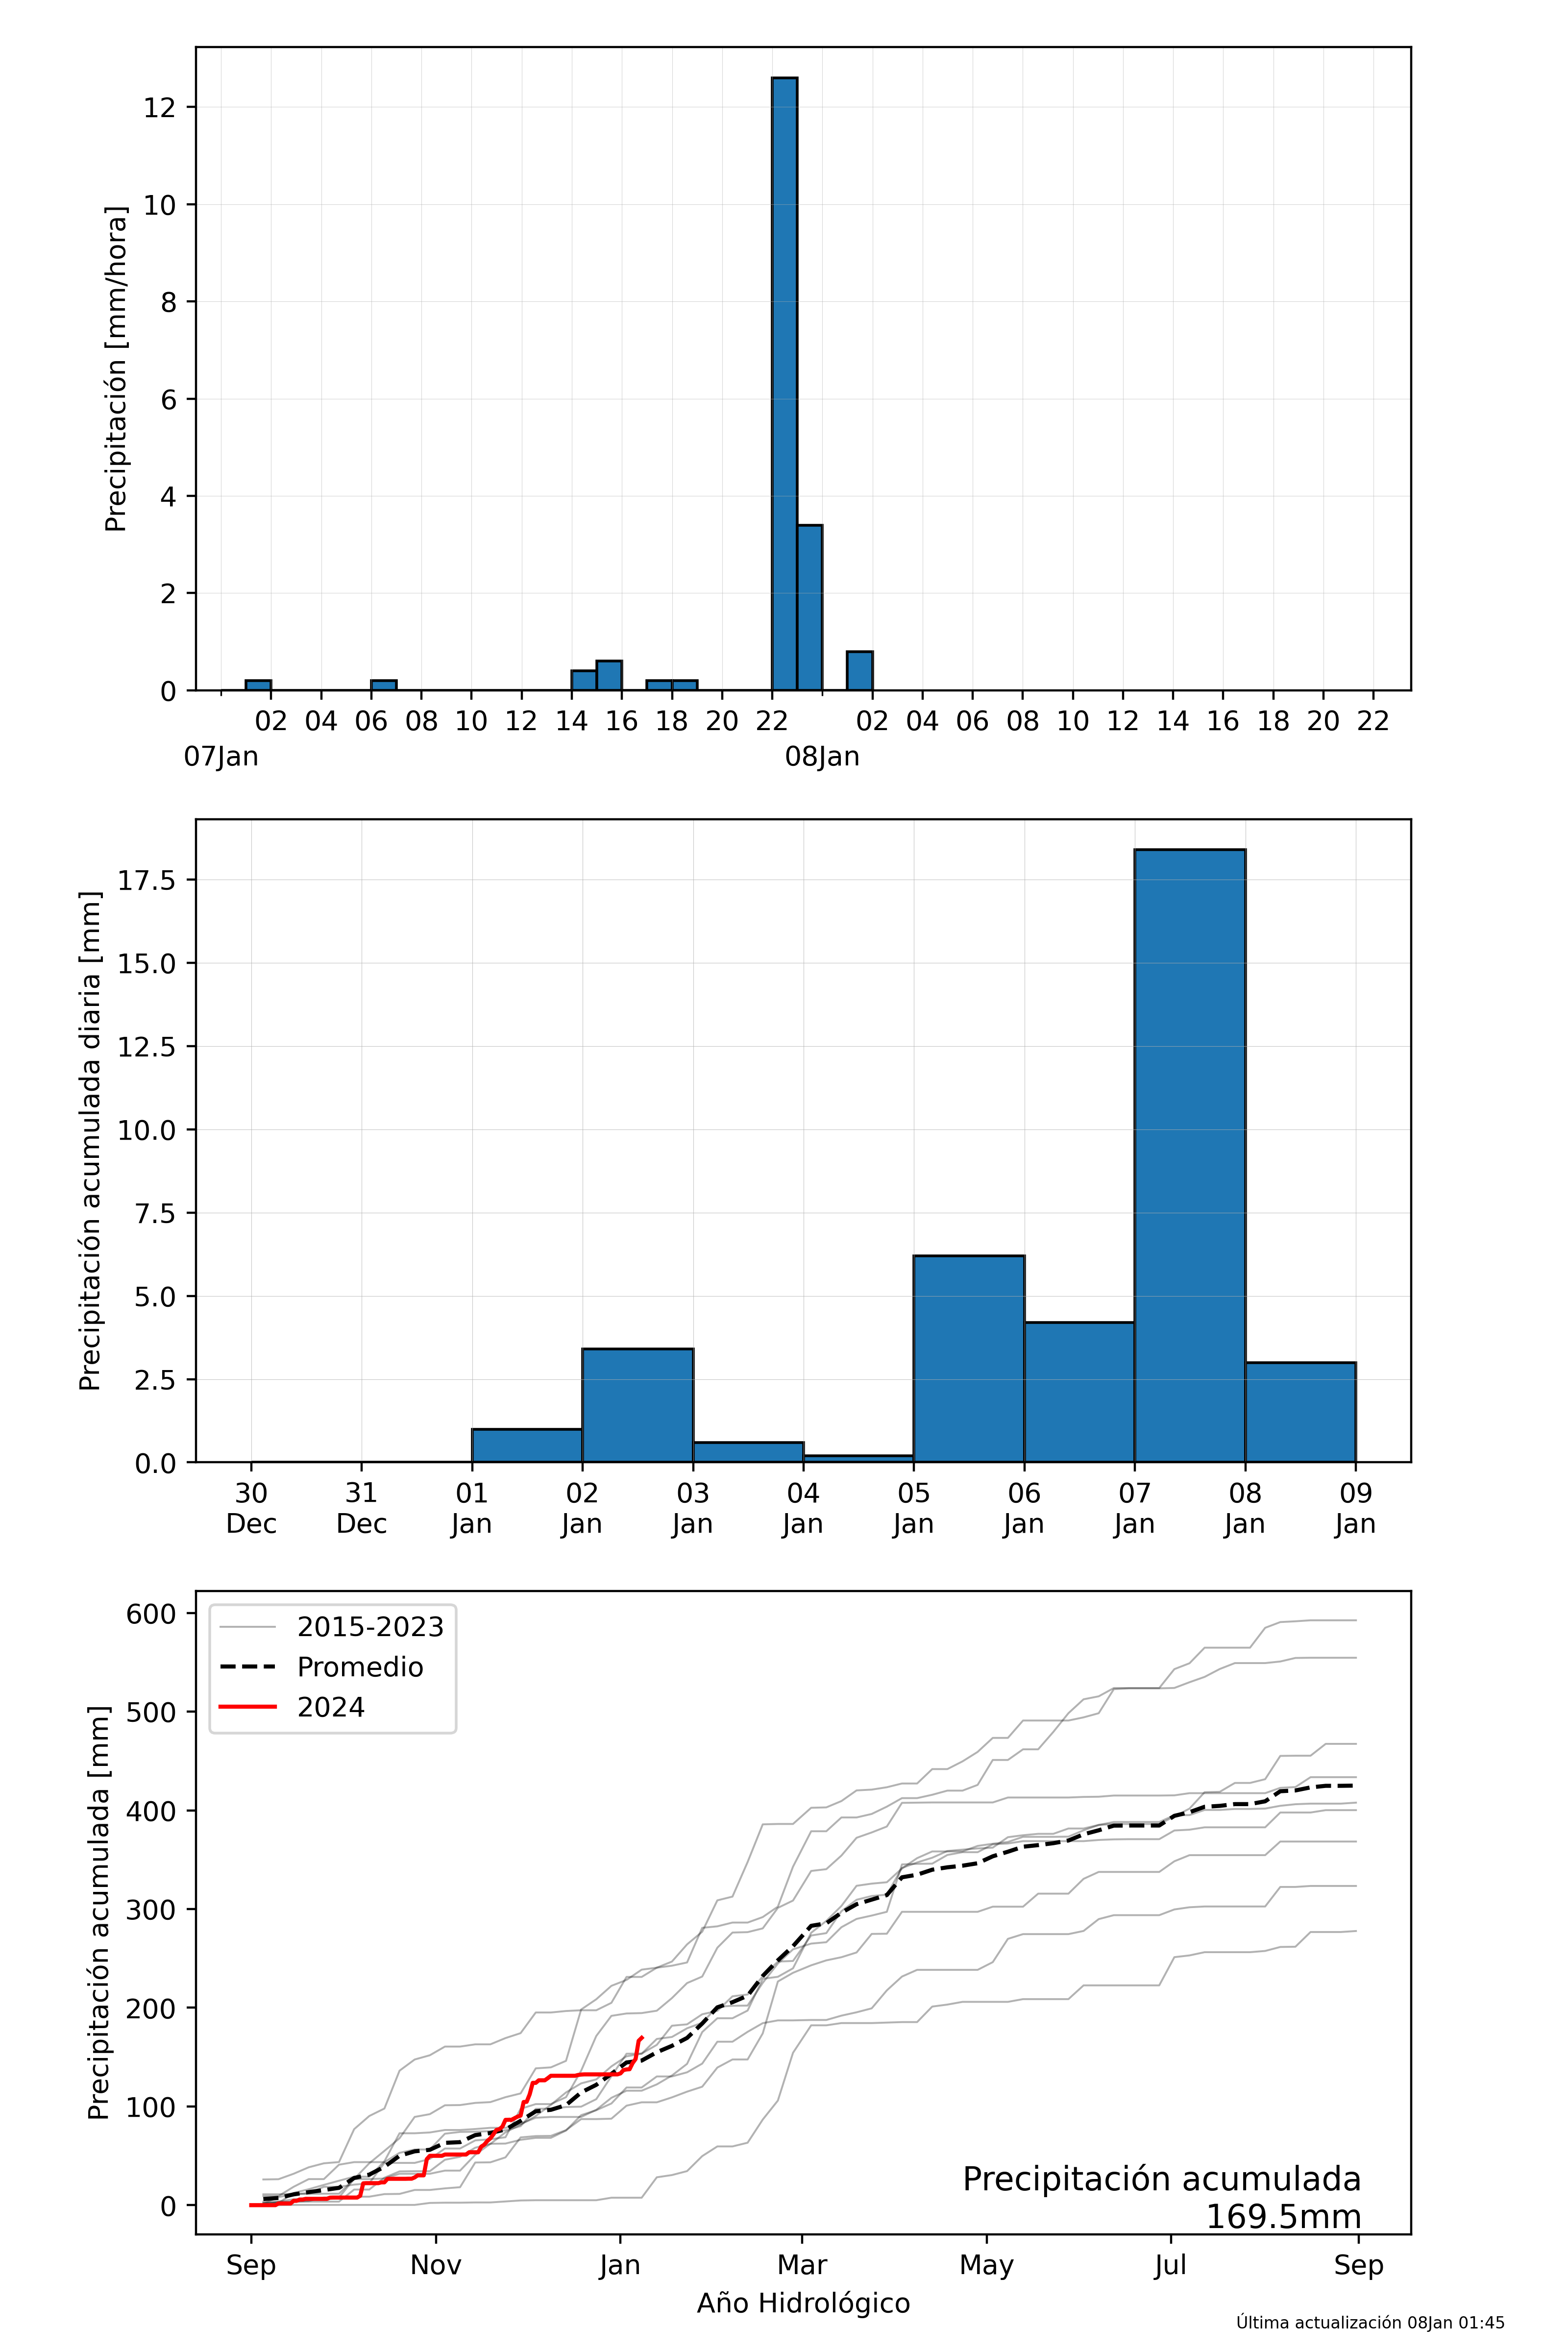 Precipitación [mm/hora]
12
10
8
6
4
2
0
02 04 06 08 10 12 14 16 18 20 22 02 04 06 08 10 12 14 16 18 20 22
07Jan 08Jan
Precipitación acumulada diaria [mm]
17.5
15.0
12.5
10.0
7.5
5.0
2.5
0.0
30 31 01 02 03 04 05 06 07 08 09
Dec Dec Jan Jan Jan Jan Jan Jan Jan Jan Jan
Precipitación acumulada [mm]
600
500
400
300
200
100
0
2015-2023
Promedio
2024
Precipitación acumulada
169.5mm
Sep Nov Jan Mar May Jul Sep
Año Hidrológico
Última actualización 08Jan 01:45